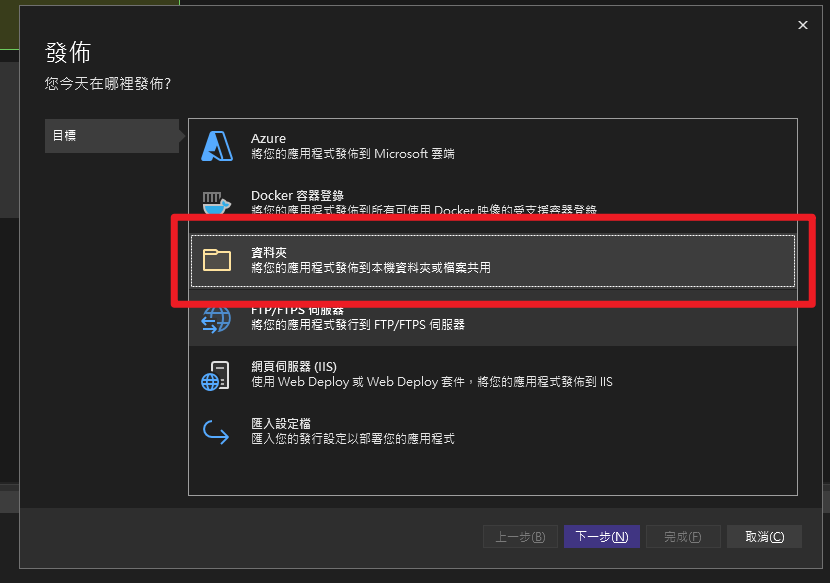 發佈
您今天在哪裡發佈?
目標
Azure
將您的應用程式發佈到 Microsoft 雲端
Docker 容器登錄
將您的應用程式發佈到所有可使用 Docker 映像的受支援容器登錄
資料夾
將您的應用程式發佈到本機資料夾或檔案共用
FTP/FTPS 伺服器
將您的應用程式發行到 FTP/FTPS 伺服器
網頁伺服器 (IIS)
使用 Web Deploy 或 Web Deploy 套件，將您的應用程式發佈到 IIS
匯入設定檔
匯入您的發行設定以部署您的應用程式
上一步(B)
下一步(N)
完成(F)
取消(C)